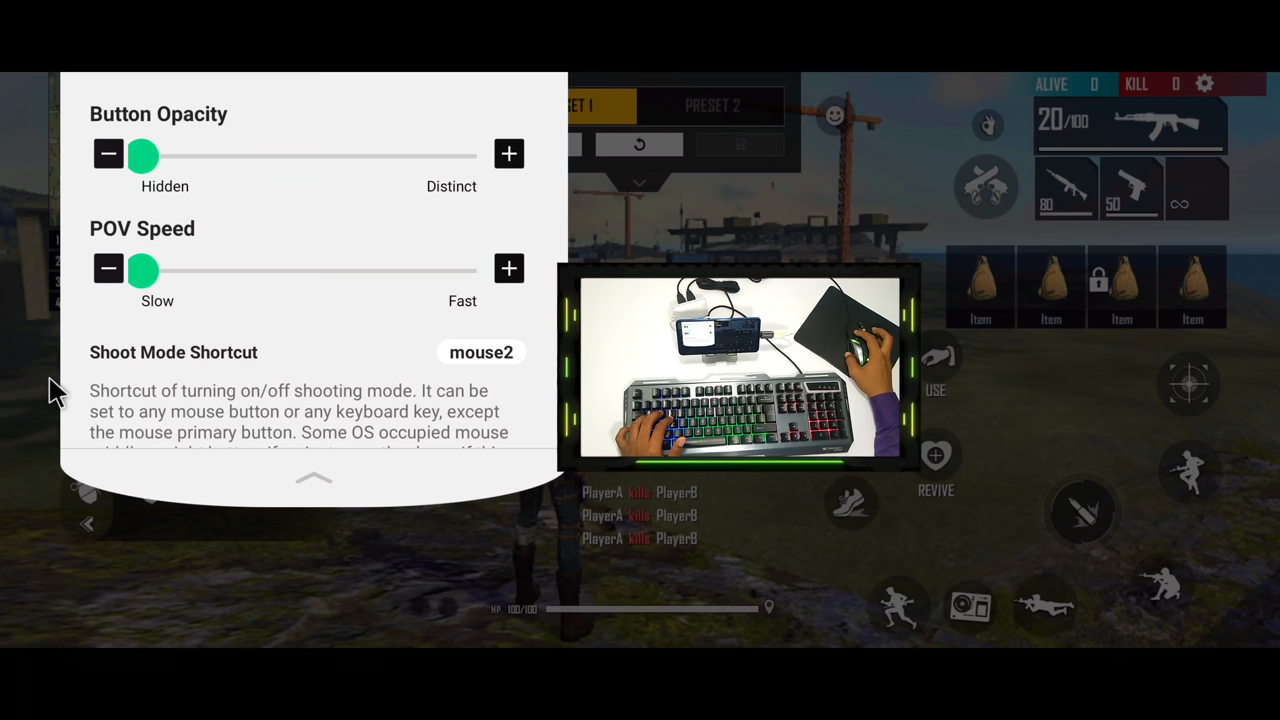 Button Opacity
Hidden
Distinct
POV Speed
Slow
Fast
Shoot Mode Shortcut
mouse2
Shortcut of turning on/off shooting mode. It can be
set to any mouse button or any keyboard key, except
the mouse primary button. Some OS occupied mouse
SET 1
PRESET 2
ALIVE 0
KILL 0
20/100
80
50
∞
Item
Item
Item
Item
USE
REVIVE
PlayerA kills PlayerB
PlayerA kills PlayerB
PlayerA kills PlayerB
HP 100/100